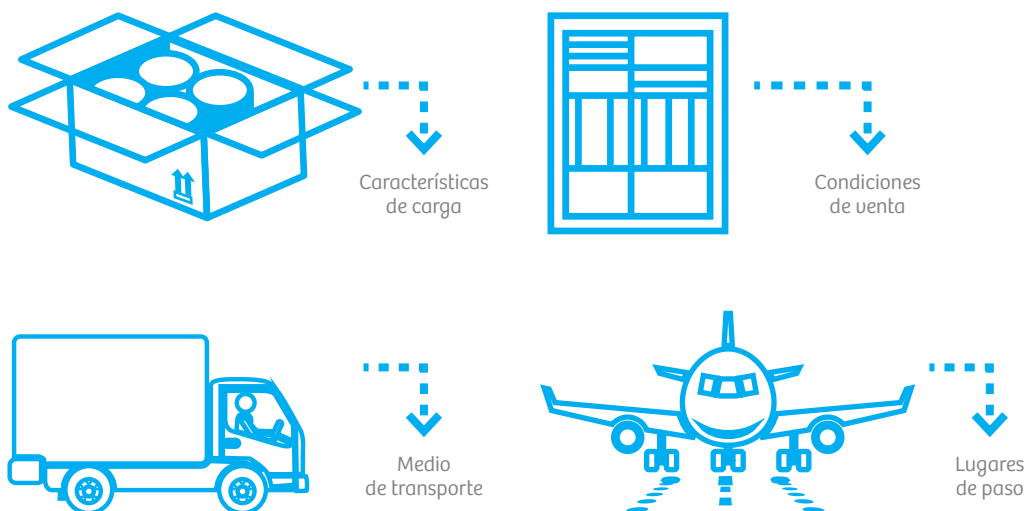 Características
de carga
Condiciones
de venta
Medio
de transporte
Lugares
de paso